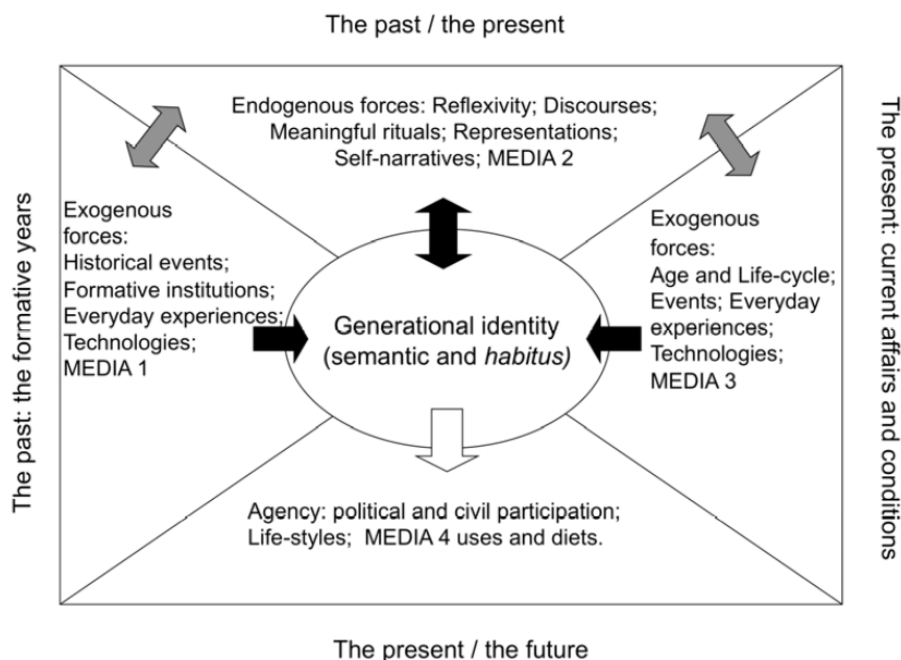 The past / the present
Endogenous forces: Reflexivity; Discourses;
Meaningful rituals; Representations;
Self-narratives; MEDIA 2
The past: the formative years
Exogenous
forces:
Historical events;
Formative institutions;
Everyday experiences;
Technologies;
MEDIA 1
Generational identity
(semantic and habitus)
Exogenous
forces:
Age and Life-cycle;
Events; Everyday
experiences;
Technologies;
MEDIA 3
The present: current affairs and conditions
Agency: political and civil participation;
Life-styles; MEDIA 4 uses and diets.
The present / the future